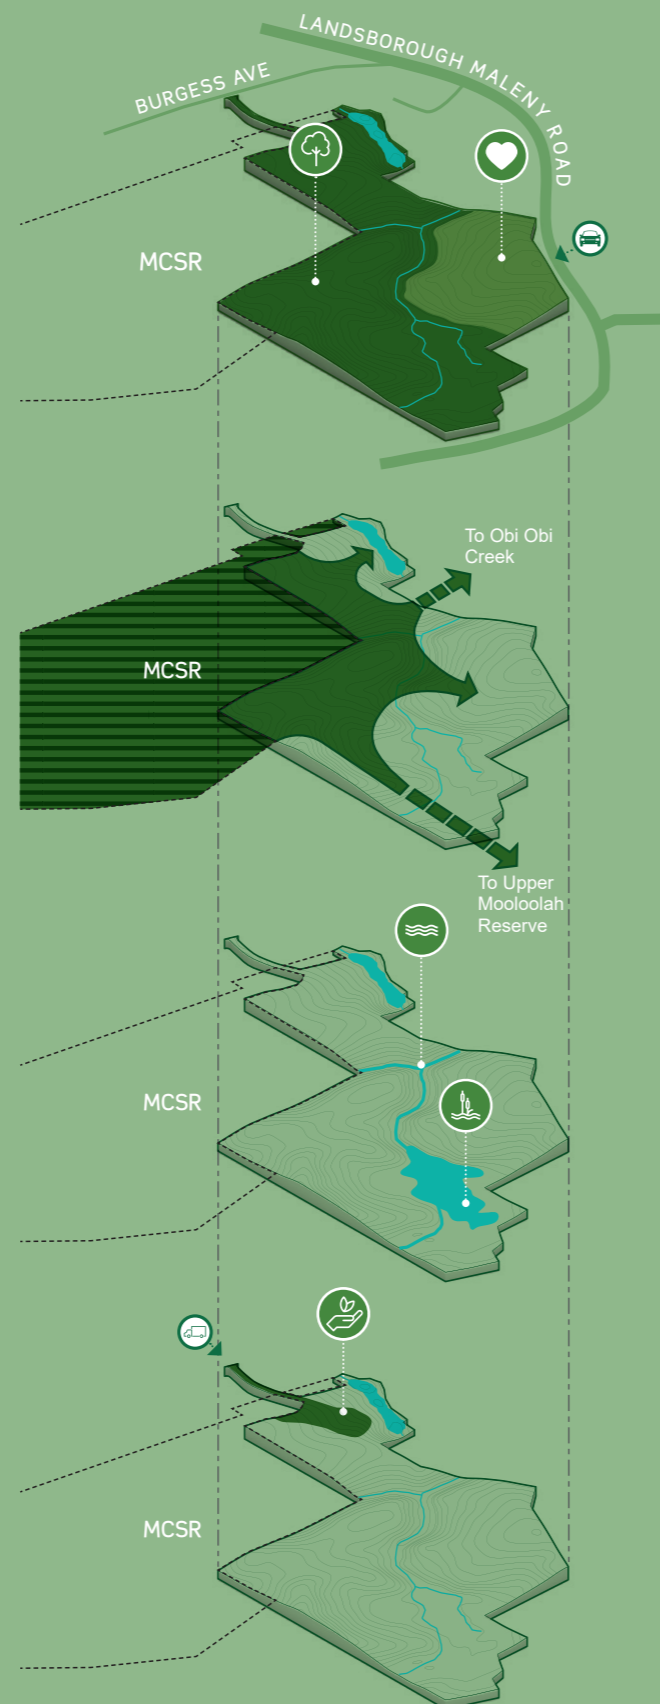 LANDSBOROUGH MALENY ROAD
BURGESS AVE
MCSR
To Obi Obi
Creek
MCSR
To Upper
Mooloolah
Reserve
MCSR
MCSR